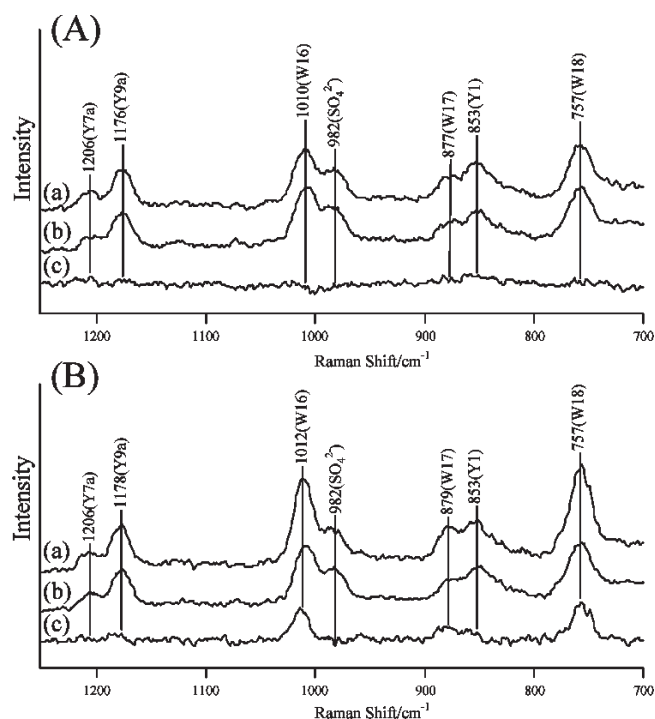 (A)
1206(Y7a)
1176(Y9a)
1010(W16)
982(SO₄²⁻)
877(W17)
853(Y1)
757(W18)
Intensity
(a)
(b)
(c)
1200 1100 1000 900 800 700
Raman Shift/cm⁻¹
(B)
1206(Y7a)
1178(Y9a)
1012(W16)
982(SO₄²⁻)
879(W17)
853(Y1)
757(W18)
Intensity
(a)
(b)
(c)
1200 1100 1000 900 800 700
Raman Shift/cm⁻¹